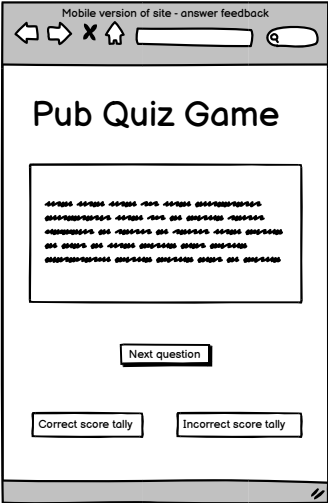 Mobile version of site - answer feedback
Pub Quiz Game
Next question
Correct score tally
Incorrect score tally